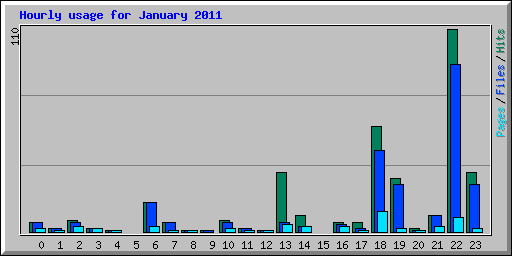 Hourly usage for January 2011
110
Pages/Files/Hits
0 1 2 3 4 5 6 7 8 9 10 11 12 13 14 15 16 17 18 19 20 21 22 23